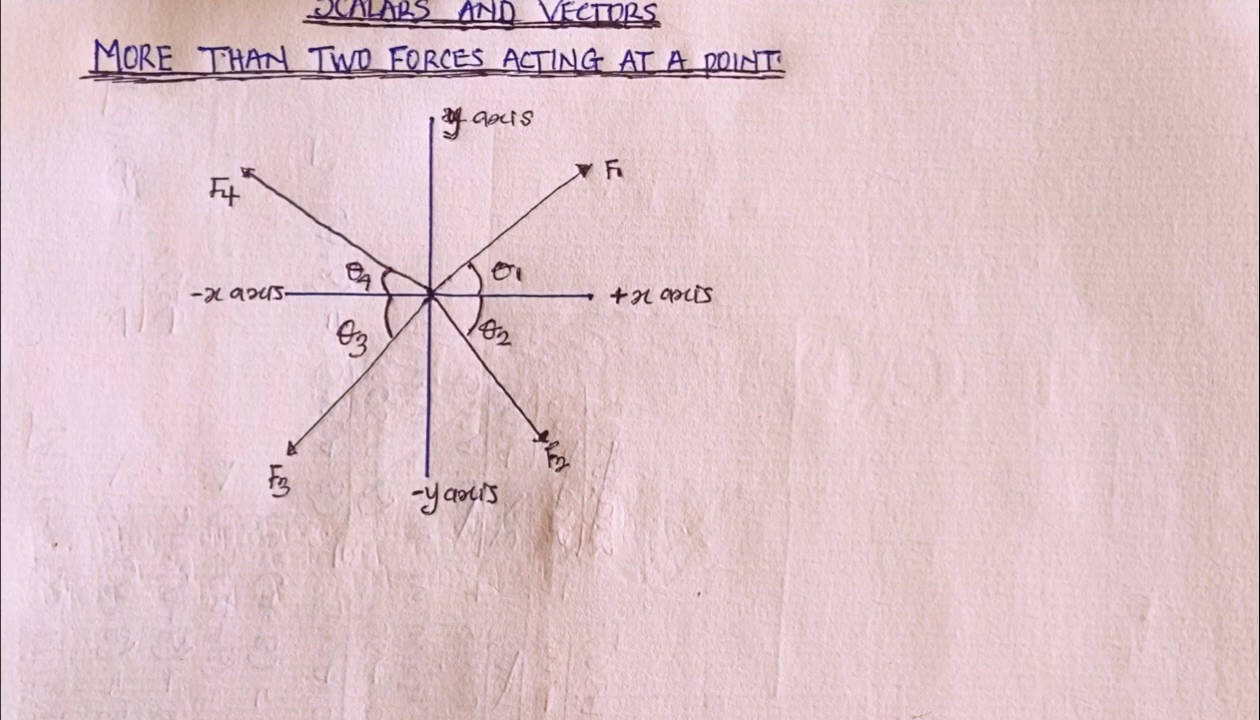 SCALARS AND VECTORS
MORE THAN TWO FORCES ACTING AT A POINT.
y axis
F4
F1
θ4
θ1
-x axis
+x axis
θ3
θ2
F3
F2
-y axis